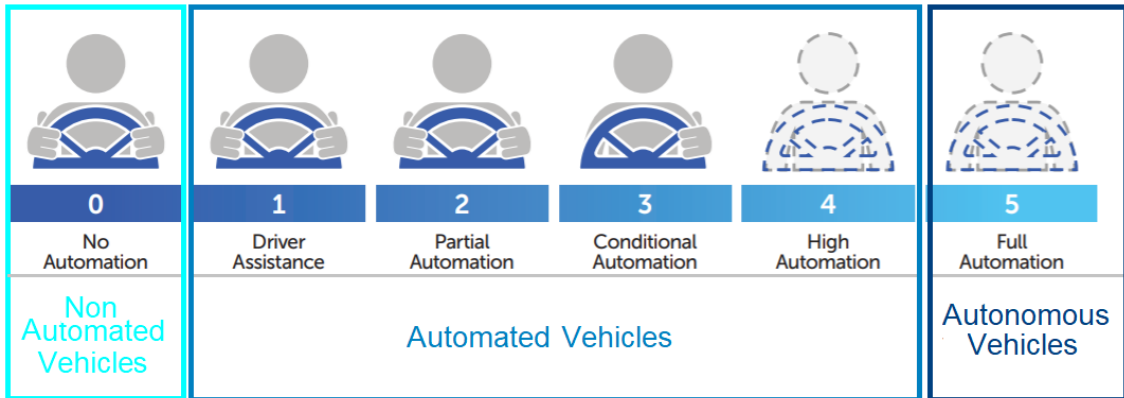 0
No
Automation
1
Driver
Assistance
2
Partial
Automation
3
Conditional
Automation
4
High
Automation
5
Full
Automation
Non
Automated
Vehicles
Automated Vehicles
Autonomous
Vehicles